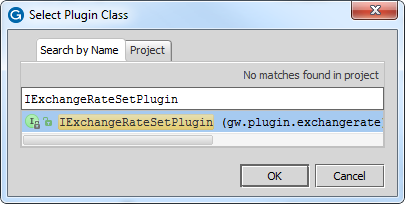 Select Plugin Class
Search by Name Project
No matches found in project
IExchangeRateSetPlugin
IExchangeRateSetPlugin (gw.plugin.exchangerate
OK Cancel